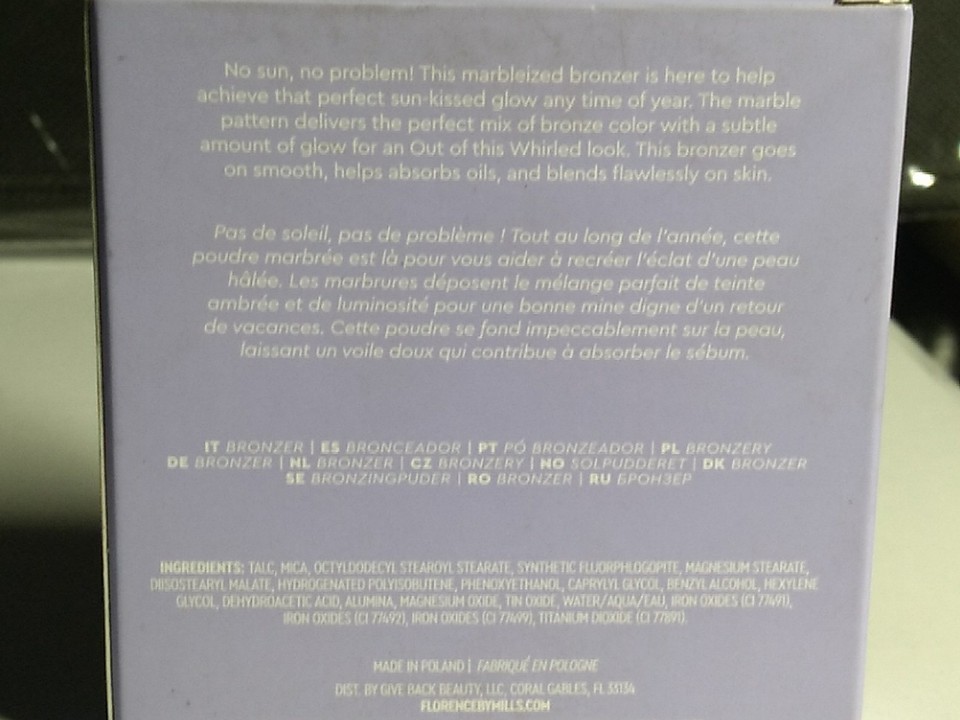 No sun, no problem! This marbleized bronzer is here to help
achieve that perfect sun-kissed glow any time of year. The marble
pattern delivers the perfect mix of bronze color with a subtle
amount of glow for an Out of this Whirled look. This bronzer goes
on smooth, helps absorbs oils, and blends flawlessly on skin.
Pas de soleil, pas de problème ! Tout au long de l'année, cette
poudre marbrée est là pour vous aider à recréer l'éclat d'une peau
hâlée. Les marbrures déposent le mélange parfait de teinte
ambrée et de luminosité pour une bonne mine digne d'un retour
de vacances. Cette poudre se fond impeccablement sur la peau,
laissant un voile doux qui contribue à absorber le sébum.
IT BRONZER | ES BRONCEADOR | PT PÓ BRONZEADOR | PL BRONZERY
DE BRONZER | NL BRONZER | CZ BRONZERY | NO SOLPUDDERET | DK BRONZER
SE BRONZINGPUDER | RO BRONZER | RU БРОНЗЕР
INGREDIENTS: TALC, MICA, OCTYLDODECYL STEAROYL STEARATE, SYNTHETIC FLUORPHLOGOPITE, MAGNESIUM STEARATE,
DIISOSTEARYL MALATE, HYDROGENATED POLYISOBUTENE, PHENOXYETHANOL, CAPRYLYL GLYCOL, BENZYL ALCOHOL, HEXYLENE
GLYCOL, DEHYDROACETIC ACID, ALUMINA, MAGNESIUM OXIDE, TIN OXIDE, WATER/AQUA/EAU, IRON OXIDES (CI 77491),
IRON OXIDES (CI 77492), IRON OXIDES (CI 77499), TITANIUM DIOXIDE (CI 77891).
MADE IN POLAND | FABRIQUÉ EN POLOGNE
DIST. BY GIVE BACK BEAUTY, LLC, CORAL GABLES, FL 33134
FLORENCEBYMILLS.COM